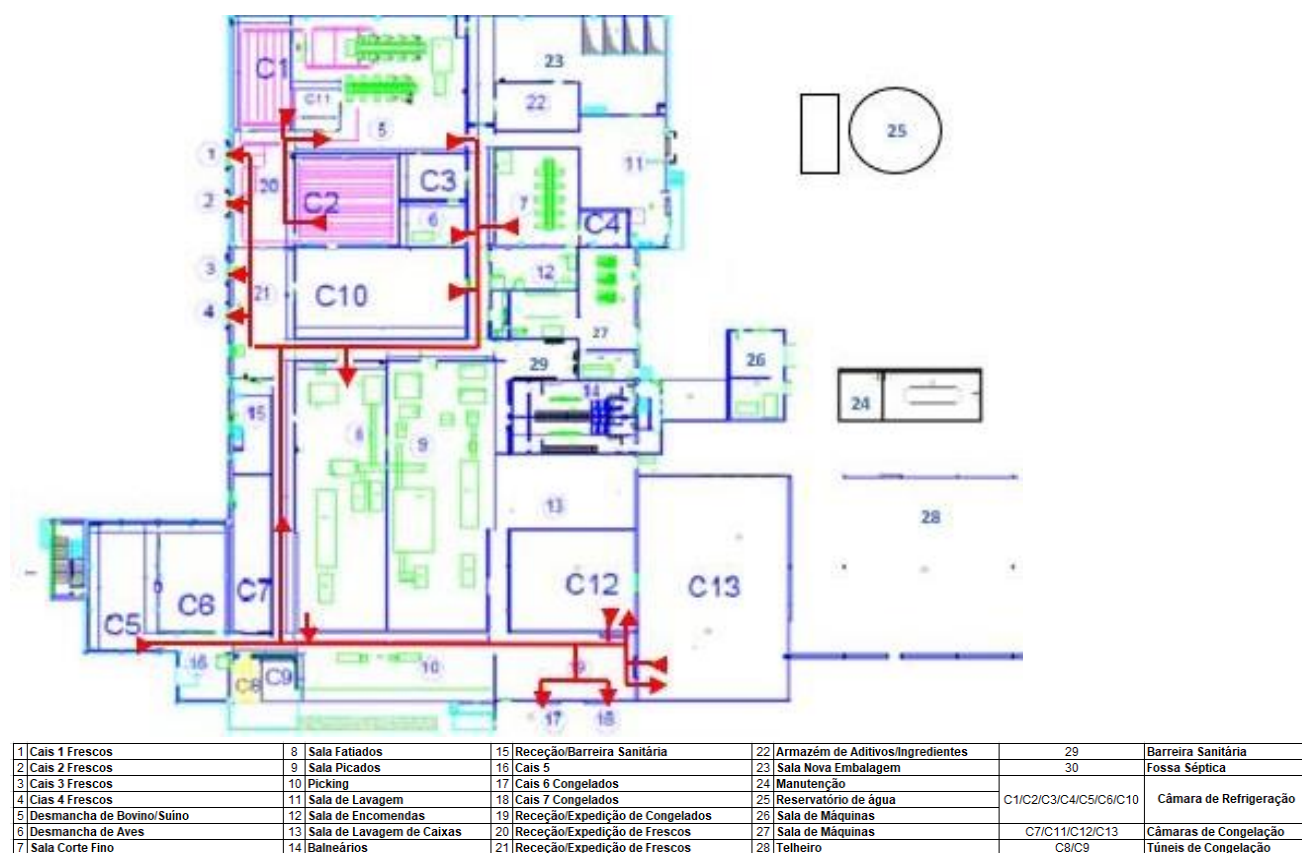 C1
C11
5
23
22
25
1
20
C2
C3
7
11
2
6
C4
3
21
C10
12
4
27
29
26
14
15
8
9
24
13
28
C7
C12
C13
C5
C6
16
C8
C9
10
19
17
18
1 Cais 1 Frescos 8 Sala Fatiados 15 Receção/Barreira Sanitária 22 Armazém de Aditivos/Ingredientes 29 Barreira Sanitária
2 Cais 2 Frescos 9 Sala Picados 16 Cais 5 23 Sala Nova Embalagem 30 Fossa Séptica
3 Cais 3 Frescos 10 Picking 17 Cais 6 Congelados 24 Manutenção
4 Cias 4 Frescos 11 Sala de Lavagem 18 Cais 7 Congelados 25 Reservatório de água C1/C2/C3/C4/C5/C6/C10 Câmara de Refrigeração
5 Desmancha de Bovino/Suíno 12 Sala de Encomendas 19 Receção/Expedição de Congelados 26 Sala de Máquinas
6 Desmancha de Aves 13 Sala de Lavagem de Caixas 20 Receção/Expedição de Frescos 27 Sala de Máquinas C7/C11/C12/C13 Câmaras de Congelação
7 Sala Corte Fino 14 Balneários 21 Receção/Expedição de Frescos 28 Telheiro C8/C9 Túneis de Congelação